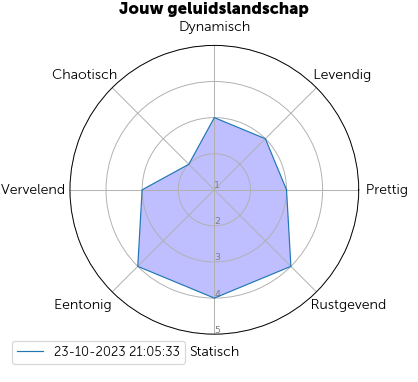 Jouw geluidslandschap
Dynamisch
Chaotisch
Levendig
Vervelend
Prettig
1
2
3
4
5
Eentonig
Rustgevend
23-10-2023 21:05:33
Statisch